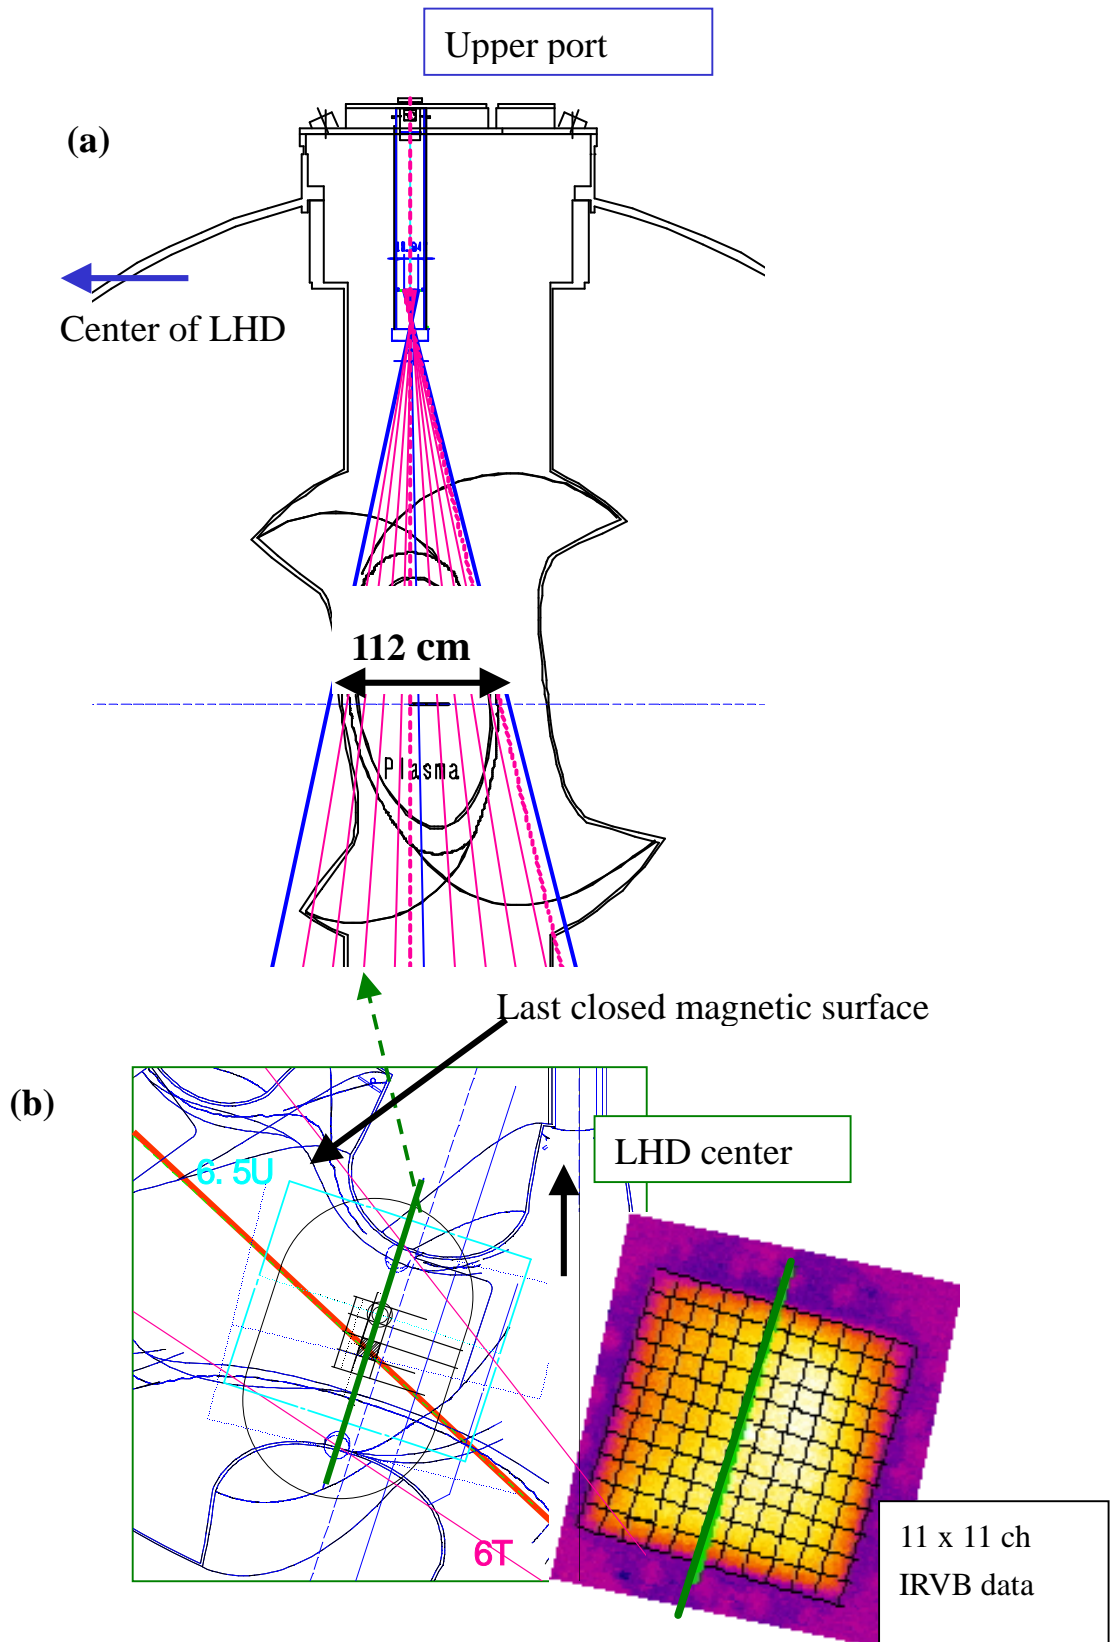 Upper port
(a)
Center of LHD
112 cm
Plasma
Last closed magnetic surface
(b)
6. 5U
LHD center
6T
11 x 11 ch
IRVB data